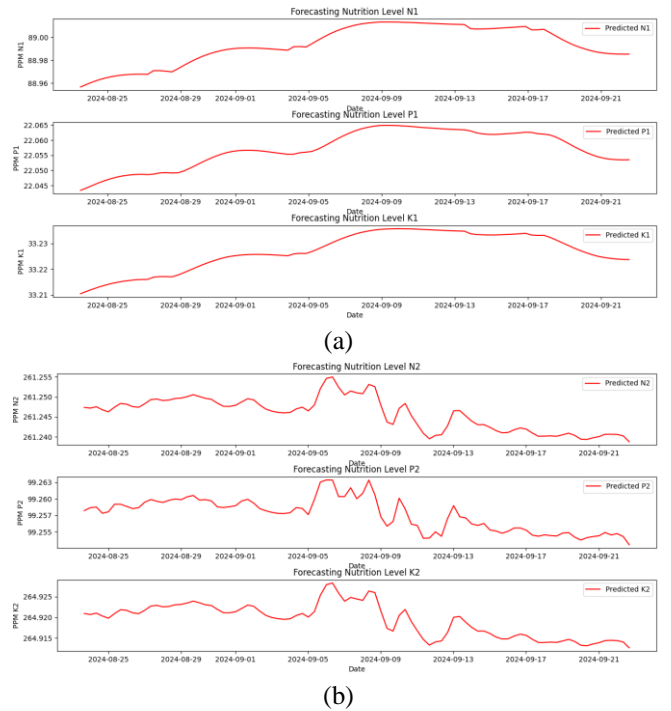 Forecasting Nutrition Level N1
PPM N1
89.00
88.98
88.96
Predicted N1
2024-08-25 2024-08-29 2024-09-01 2024-09-05 2024-09-09 2024-09-13 2024-09-17 2024-09-21
Date
Forecasting Nutrition Level P1
PPM P1
22.065
22.060
22.055
22.050
22.045
Predicted P1
2024-08-25 2024-08-29 2024-09-01 2024-09-05 2024-09-09 2024-09-13 2024-09-17 2024-09-21
Date
Forecasting Nutrition Level K1
PPM K1
33.23
33.22
33.21
Predicted K1
2024-08-25 2024-08-29 2024-09-01 2024-09-05 2024-09-09 2024-09-13 2024-09-17 2024-09-21
Date
(a)
Forecasting Nutrition Level N2
PPM N2
261.255
261.250
261.245
261.240
Predicted N2
2024-08-25 2024-08-29 2024-09-01 2024-09-05 2024-09-09 2024-09-13 2024-09-17 2024-09-21
Date
Forecasting Nutrition Level P2
PPM P2
99.263
99.260
99.257
99.255
Predicted P2
2024-08-25 2024-08-29 2024-09-01 2024-09-05 2024-09-09 2024-09-13 2024-09-17 2024-09-21
Date
Forecasting Nutrition Level K2
PPM K2
264.925
264.920
264.915
Predicted K2
2024-08-25 2024-08-29 2024-09-01 2024-09-05 2024-09-09 2024-09-13 2024-09-17 2024-09-21
Date
(b)